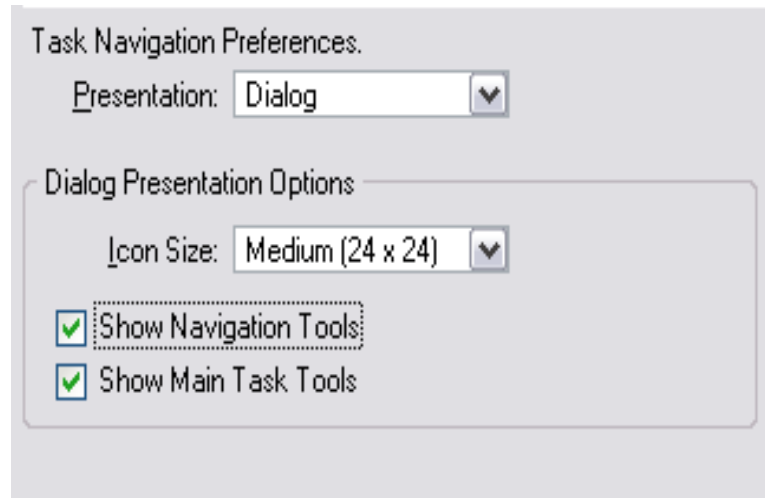 Task Navigation Preferences.
Presentation: Dialog
Dialog Presentation Options
Icon Size: Medium (24 x 24)
Show Navigation Tools
Show Main Task Tools